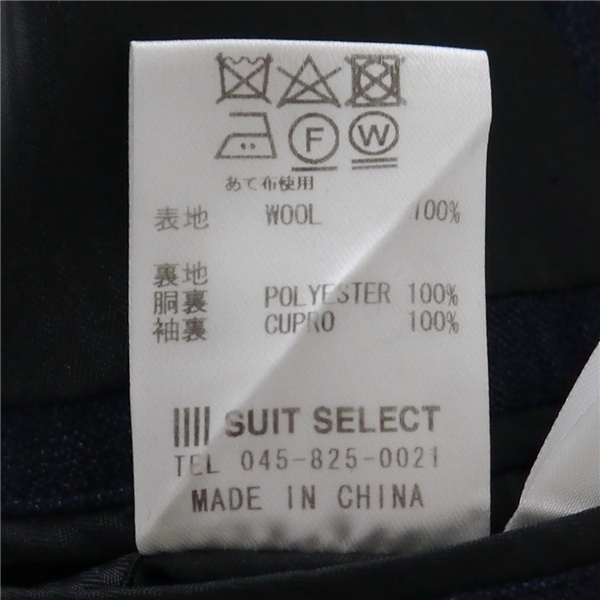 F W
あて布使用
表地 WOOL 100%
裏地
胴裏 POLYESTER 100%
袖裏 CUPRO 100%
SUIT SELECT
TEL 045-825-0021
MADE IN CHINA